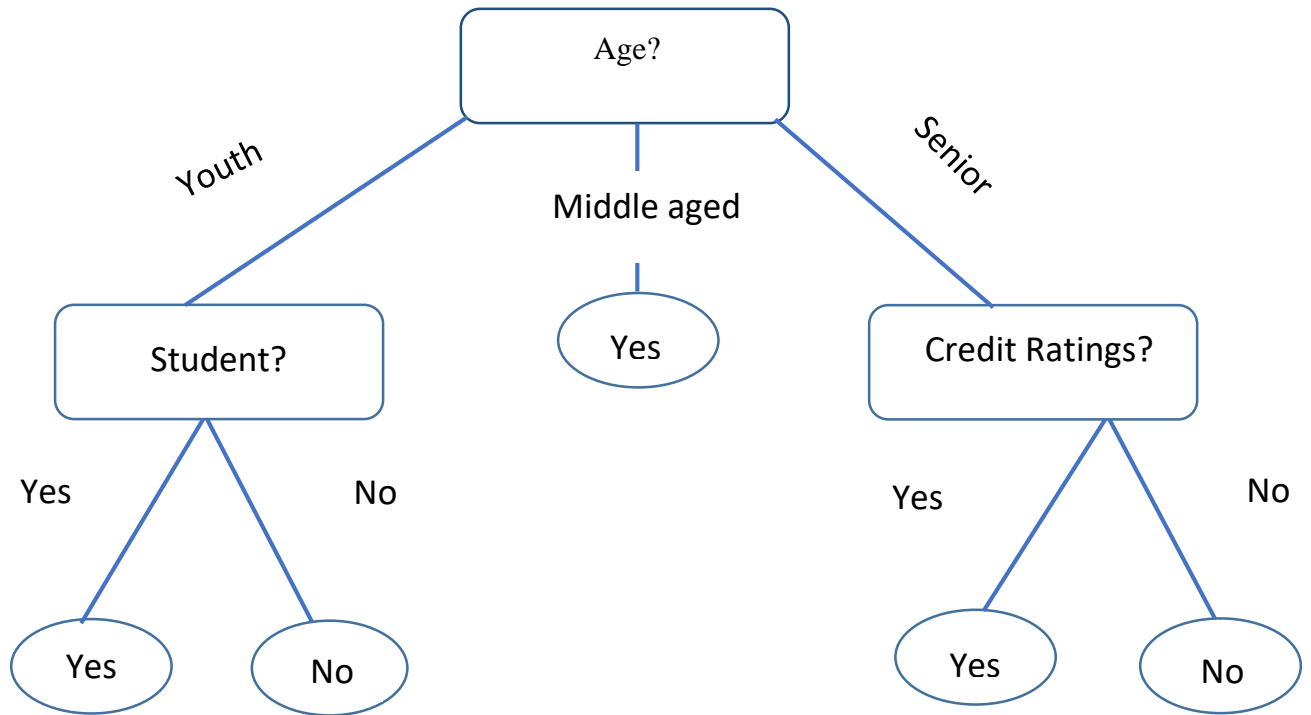 Age?
Youth
Senior
Middle aged
Student?
Yes
Credit Ratings?
Yes
No
Yes
No
Yes
No
Yes
No